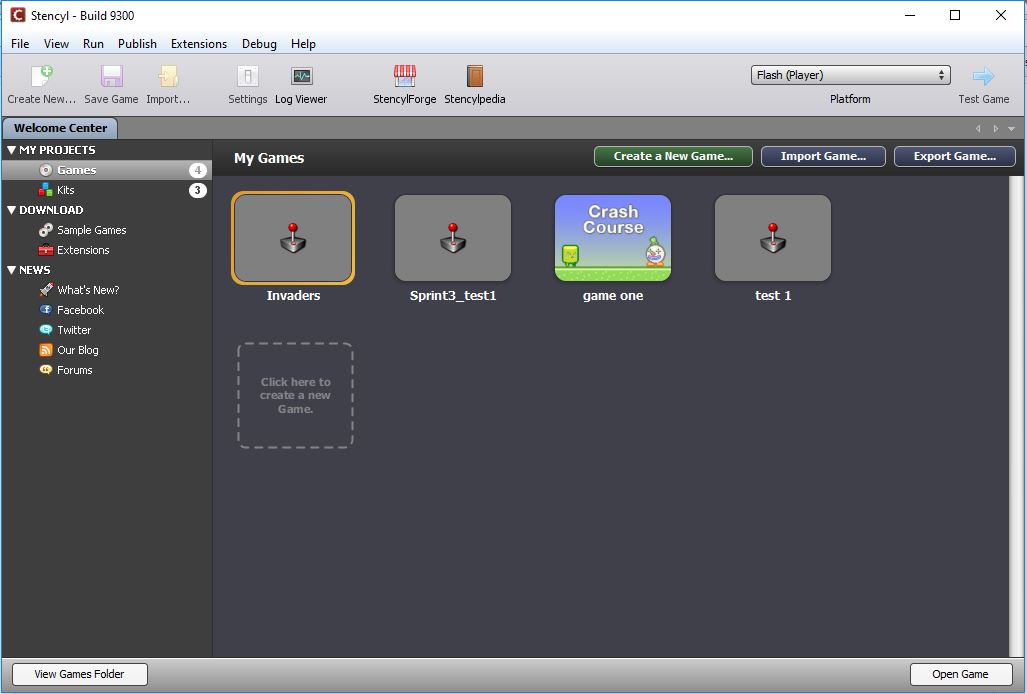 Stencyl - Build 9300
File View Run Publish Extensions Debug Help
Create New... Save Game Import... Settings Log Viewer StencylForge Stencylpedia
Flash (Player)
Platform
Test Game
Welcome Center
MY PROJECTS
Games 4
Kits 3
DOWNLOAD
Sample Games
Extensions
NEWS
What's New?
Facebook
Twitter
Our Blog
Forums
My Games
Create a New Game...
Import Game...
Export Game...
Crash
Course
Invaders
Sprint3_test1
game one
test 1
Click here to
create a new
Game.
View Games Folder
Open Game